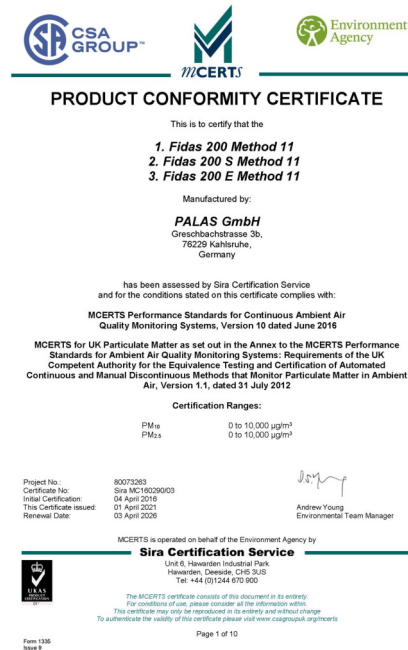 CSA
GROUP™
mCERTs
Environment
Agency
PRODUCT CONFORMITY CERTIFICATE
This is to certify that the
1. Fidas 200 Method 11
2. Fidas 200 S Method 11
3. Fidas 200 E Method 11
Manufactured by:
PALAS GmbH
Greschbachstrasse 3b,
76229 Kahlsruhe,
Germany
has been assessed by Sira Certification Service
and for the conditions stated on this certificate complies with:
MCERTS Performance Standards for Continuous Ambient Air
Quality Monitoring Systems, Version 10 dated June 2016
MCERTS for UK Particulate Matter as set out in the Annex to the MCERTS Performance
Standards for Ambient Air Quality Monitoring Systems: Requirements of the UK
Competent Authority for the Equivalence Testing and Certification of Automated
Continuous and Manual Discontinuous Methods that Monitor Particulate Matter in Ambient
Air, Version 1.1, dated 31 July 2012
Certification Ranges:
PM₁₀ 0 to 10,000 µg/m³
PM₂.₅ 0 to 10,000 µg/m³
Project No.: 80073263
Certificate No: Sira MC160290/03
Initial Certification: 04 April 2016
This Certificate issued: 01 April 2021
Renewal Date: 03 April 2026
Andrew Young
Environmental Team Manager
MCERTS is operated on behalf of the Environment Agency by
Sira Certification Service
Unit 6, Hawarden Industrial Park
Hawarden, Deeside, CH5 3US
Tel: +44 (0)1244 670 900
UKAS
PRODUCT
CERTIFICATION
The MCERTS certificate consists of this document in its entirety
For conditions of use, please consider all the information within.
This certificate may only be reproduced in its entirety and without change
To authenticate the validity of this certificate please visit www.csagroupuk.org/mcerts
Page 1 of 10
Form 1335
Issue 9